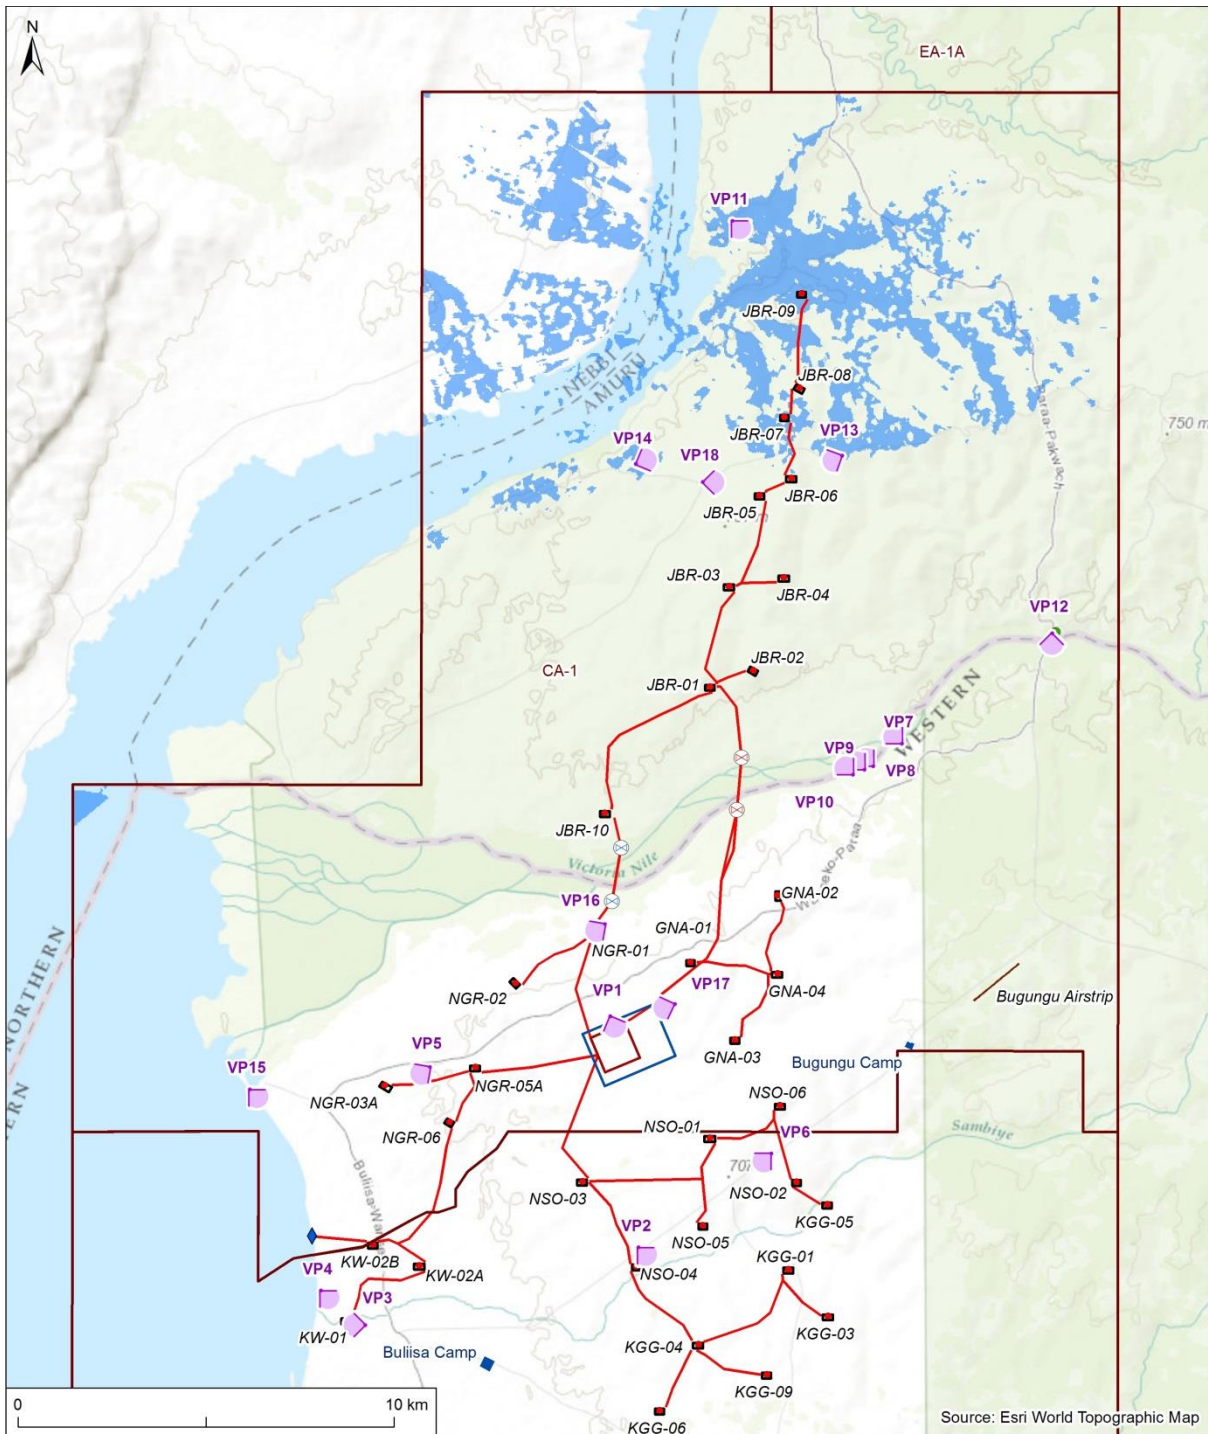 N
EA-1A
VP11
JBR-09
NEBBI
AMURU
JBR-08
JBR-07
VP13
750 m
VP14
VP18
Paraa-Pakwach
JBR-06
JBR-05
JBR-03
JBR-04
VP12
JBR-02
CA-1
JBR-01
WESTERN
VP7
VP9
VP8
VP10
JBR-10
Victoria Nile
VP16
GNA-02
GNA-01
NGR-01
NORTHERN
NGR-02
GNA-04
VP17
Bugungu Airstrip
VP1
VP5
GNA-03
Bugungu Camp
VP15
NGR-05A
NGR-03A
NSO-06
NGR-06
NSO-01
Sambiye
VP6
NSO-03
NSO-02
KGG-05
NSO-05
VP2
KW-02B
KGG-01
VP4
KW-02A
NSO-04
VP3
KGG-03
KW-01
KGG-04
Buliisa Camp
KGG-09
0
10 km
KGG-06
Source: Esri World Topographic Map